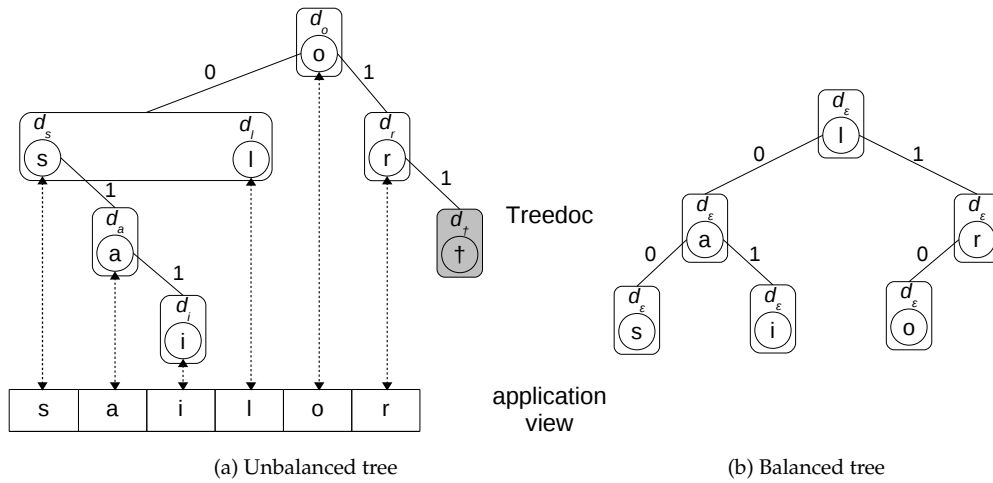 d_o
o
0
1
d_s
d_l
d_r
s
l
r
1
1
d_a
a
d_†
†
1
d_i
i
Treedoc
s a i l o r
application
view
(a) Unbalanced tree
d_ε
l
0
1
d_ε
d_ε
a
r
0
1
0
d_ε
d_ε
d_ε
s
i
o
(b) Balanced tree